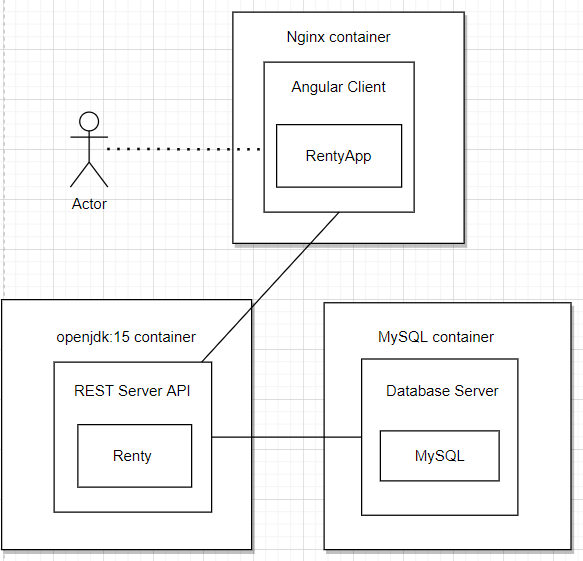 Nginx container
Angular Client
RentyApp
Actor
openjdk:15 container
REST Server API
Renty
MySQL container
Database Server
MySQL